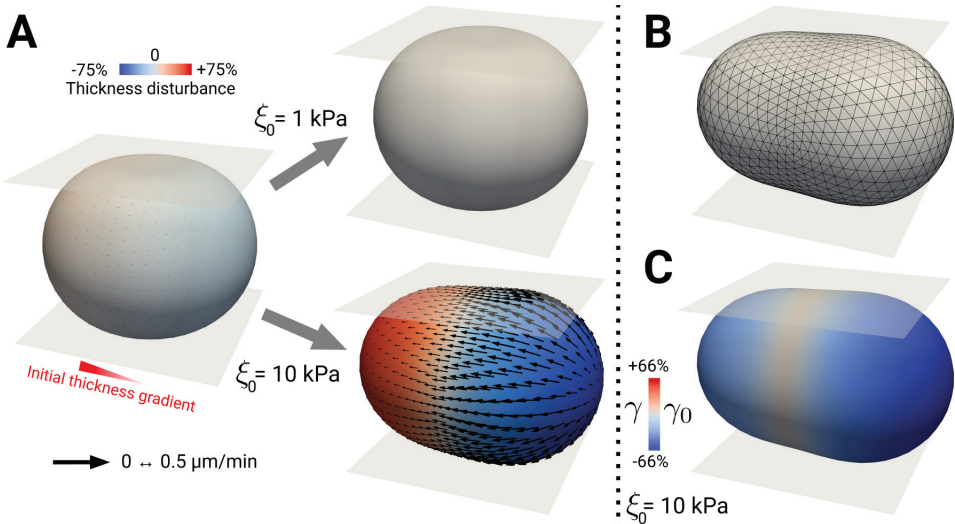 A
0
-75% +75%
Thickness disturbance
ξ₀= 1 kPa
Initial thickness gradient
ξ₀= 10 kPa
0 ↔ 0.5 μm/min
B
C
+66%
γ γ₀
-66%
ξ₀= 10 kPa